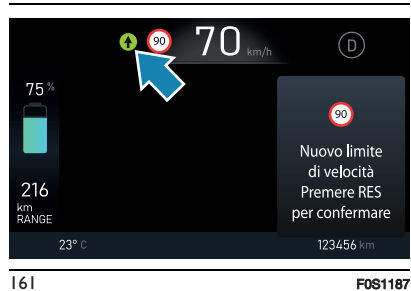 90
70 km/h
D
75 %
90
Nuovo limite
di velocità
Premere RES
per confermare
216
km
RANGE
23° C
123456 km
161
F0S1187